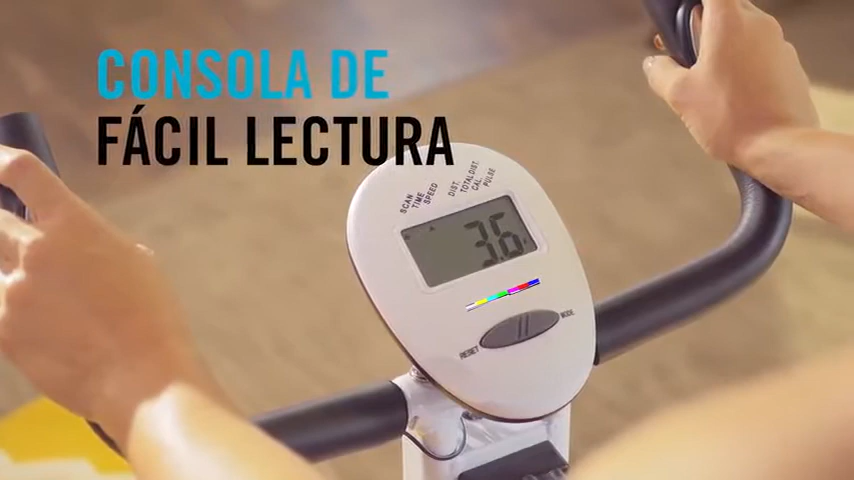 CONSOLA DE
FÁCIL LECTURA
SCAN
TIME
SPEED
DIST.
TOTAL DIST.
CAL.
PULSE
3.6
RESET
MODE